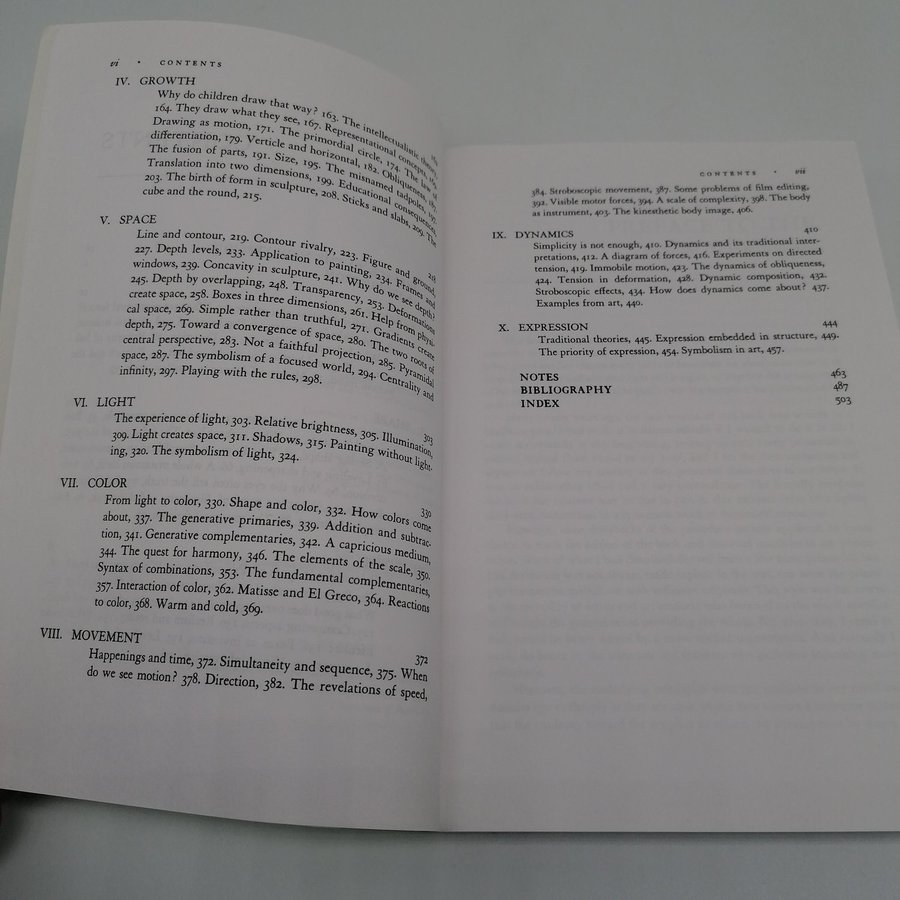 vi • CONTENTS
IV. GROWTH
Why do children draw that way? 163. The intellectualistic theory,
164. They draw what they see, 167. Representational concepts, 169.
Drawing as motion, 171. The primordial circle, 174. The law of
differentiation, 179. Verticle and horizontal, 182. Obliqueness, 187.
The fusion of parts, 191. Size, 195. The misnamed tadpoles, 197.
Translation into two dimensions, 199. Educational consequences,
203. The birth of form in sculpture, 208. Sticks and slabs, 209. The
cube and the round, 215.
V. SPACE
Line and contour, 219. Contour rivalry, 223. Figure and ground,
227. Depth levels, 233. Application to painting, 234. Frames and
windows, 239. Concavity in sculpture, 241. Why do we see depth?
245. Depth by overlapping, 248. Transparency, 253. Deformations
create space, 258. Boxes in three dimensions, 261. Help from physi-
cal space, 269. Simple rather than truthful, 271. Gradients create
depth, 275. Toward a convergence of space, 280. The two roots of
central perspective, 283. Not a faithful projection, 285. Pyramidal
space, 287. The symbolism of a focused world, 294. Centrality and
infinity, 297. Playing with the rules, 298.
VI. LIGHT 303
The experience of light, 303. Relative brightness, 305. Illumination,
309. Light creates space, 311. Shadows, 315. Painting without light-
ing, 320. The symbolism of light, 324.
VII. COLOR 330
From light to color, 330. Shape and color, 332. How colors come
about, 337. The generative primaries, 339. Addition and subtrac-
tion, 341. Generative complementaries, 342. A capricious medium,
344. The quest for harmony, 346. The elements of the scale, 350.
Syntax of combinations, 353. The fundamental complementaries,
357. Interaction of color, 362. Matisse and El Greco, 364. Reactions
to color, 368. Warm and cold, 369.
VIII. MOVEMENT 372
Happenings and time, 372. Simultaneity and sequence, 375. When
do we see motion? 378. Direction, 382. The revelations of speed,
CONTENTS • vii
384. Stroboscopic movement, 387. Some problems of film editing,
392. Visible motor forces, 394. A scale of complexity, 398. The body
as instrument, 403. The kinesthetic body image, 406.
IX. DYNAMICS 410
Simplicity is not enough, 410. Dynamics and its traditional inter-
pretations, 412. A diagram of forces, 416. Experiments on directed
tension, 419. Immobile motion, 423. The dynamics of obliqueness,
424. Tension in deformation, 428. Dynamic composition, 432.
Stroboscopic effects, 434. How does dynamics come about? 437.
Examples from art, 440.
X. EXPRESSION 444
Traditional theories, 445. Expression embedded in structure, 449.
The priority of expression, 454. Symbolism in art, 457.
NOTES 463
BIBLIOGRAPHY 487
INDEX 503